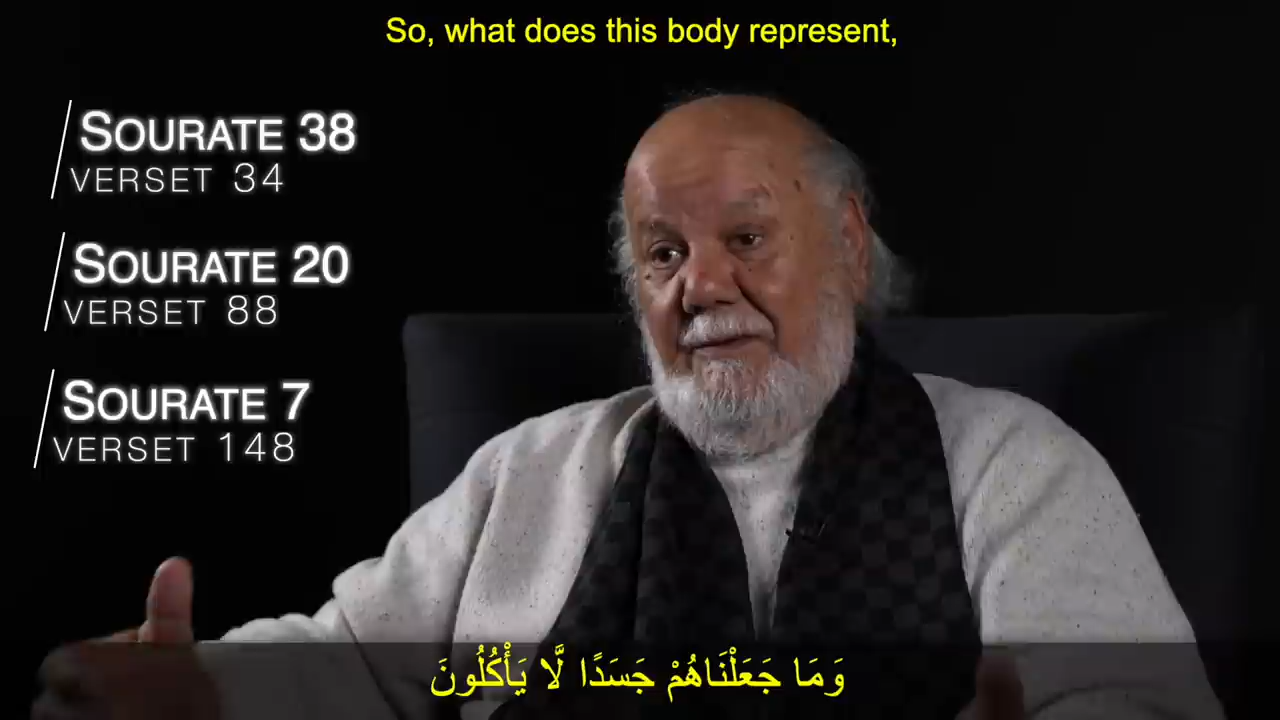 So, what does this body represent,
SOURATE 38
VERSET 34
SOURATE 20
VERSET 88
SOURATE 7
VERSET 148
وَمَا جَعَلْنَاهُمْ جَسَدًا لَّا يَأْكُلُونَ